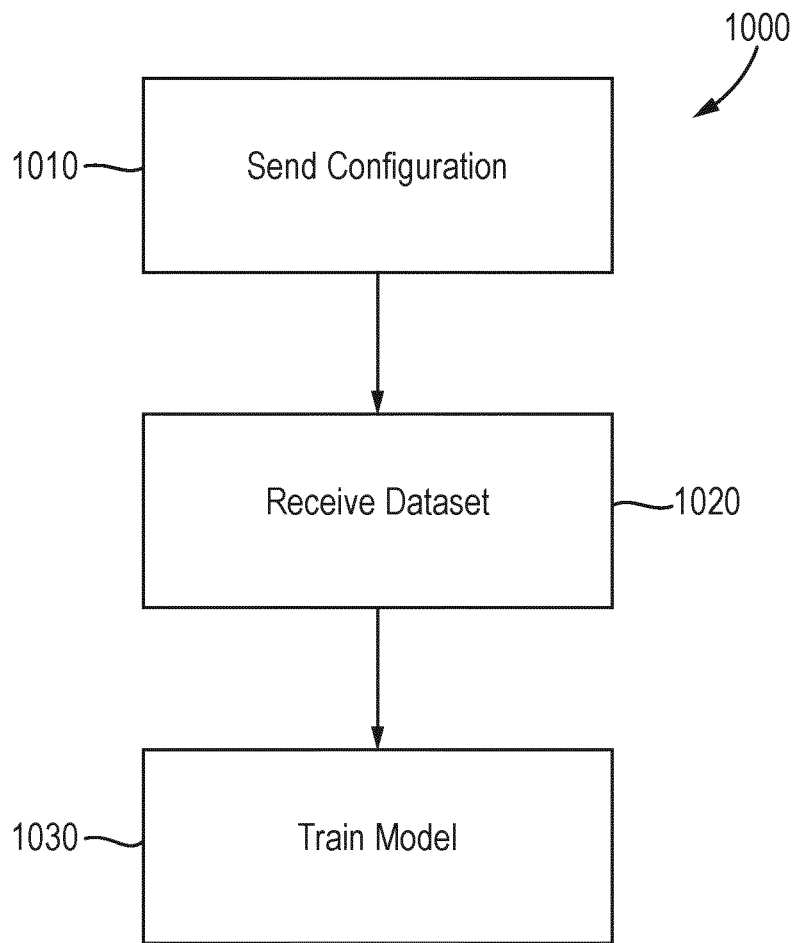 1000
1010
Send Configuration
Receive Dataset
1020
1030
Train Model